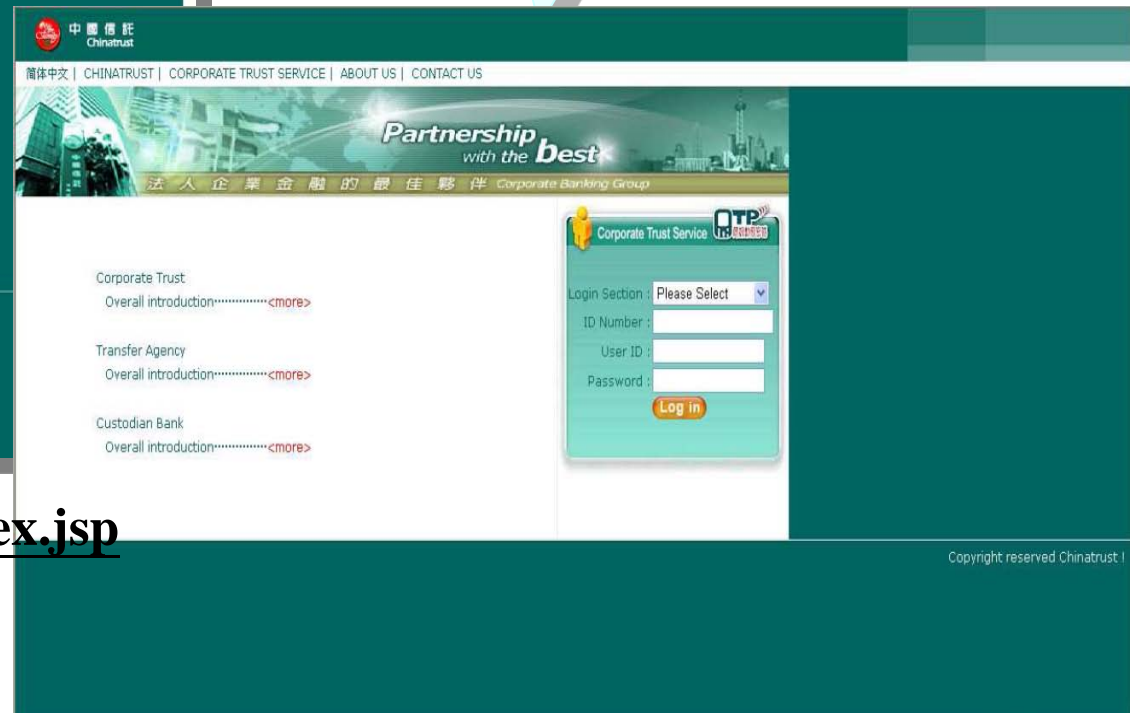 中國信託
Chinatrust
简体中文 | CHINATRUST | CORPORATE TRUST SERVICE | ABOUT US | CONTACT US
Partnership
with the best
法人企業金融的最佳夥伴 Corporate Banking Group
Corporate Trust Service OTP
Corporate Trust
Overall introduction··············<more>
Transfer Agency
Overall introduction··············<more>
Custodian Bank
Overall introduction··············<more>
Login Section : Please Select
ID Number :
User ID :
Password :
Log in
ex.jsp
Copyright reserved Chinatrust !